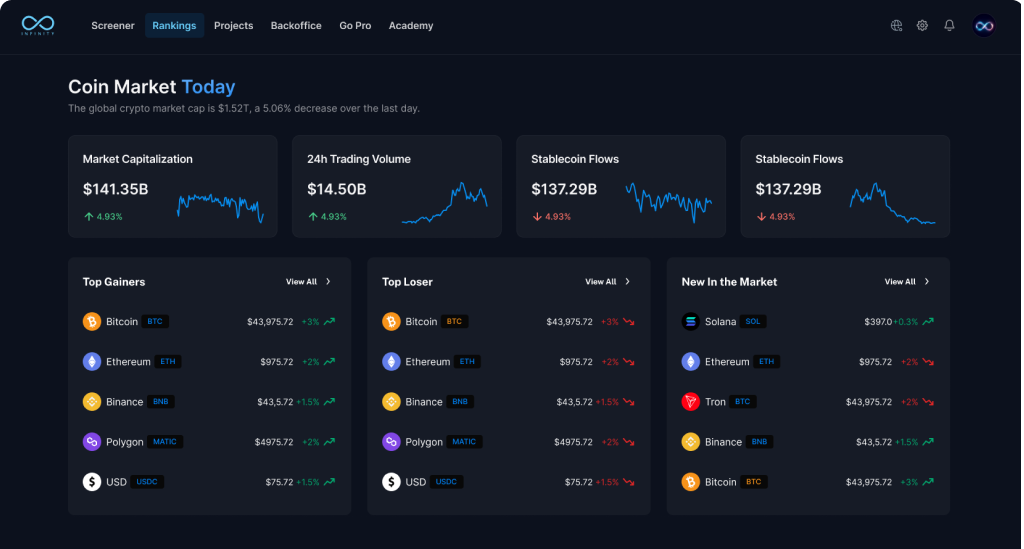 INFINITY
Screener Rankings Projects Backoffice Go Pro Academy
Coin Market Today
The global crypto market cap is $1.52T, a 5.06% decrease over the last day.
Market Capitalization
$141.35B
4.93%
24h Trading Volume
$14.50B
4.93%
Stablecoin Flows
$137.29B
4.93%
Stablecoin Flows
$137.29B
4.93%
Top Gainers View All
Bitcoin BTC $43,975.72 +3%
Ethereum ETH $975.72 +2%
Binance BNB $43,5.72 +1.5%
Polygon MATIC $4975.72 +2%
USD USDC $75.72 +1.5%
Top Loser View All
Bitcoin BTC $43,975.72 +3%
Ethereum ETH $975.72 +2%
Binance BNB $43,5.72 +1.5%
Polygon MATIC $4975.72 +2%
USD USDC $75.72 +1.5%
New In the Market View All
Solana SOL $397.0 +0.3%
Ethereum ETH $975.72 +2%
Tron BTC $43,975.72 +2%
Binance BNB $43,5.72 +1.5%
Bitcoin BTC $43,975.72 +3%